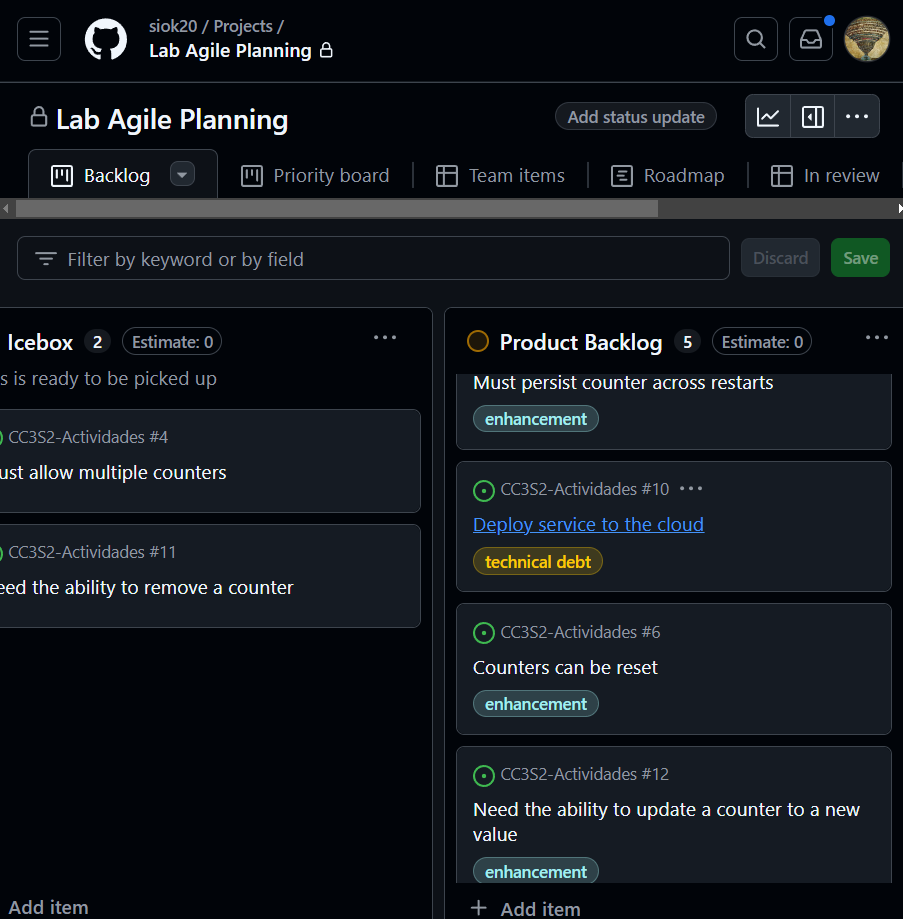 siok20 / Projects /
Lab Agile Planning
Lab Agile Planning
Add status update
Backlog
Priority board
Team items
Roadmap
In review
Filter by keyword or by field
Discard
Save
Icebox 2 Estimate: 0
s is ready to be picked up
CC3S2-Actividades #4
ust allow multiple counters
CC3S2-Actividades #11
eed the ability to remove a counter
Add item
Product Backlog 5 Estimate: 0
Must persist counter across restarts
enhancement
CC3S2-Actividades #10
Deploy service to the cloud
technical debt
CC3S2-Actividades #6
Counters can be reset
enhancement
CC3S2-Actividades #12
Need the ability to update a counter to a new
value
enhancement
Add item